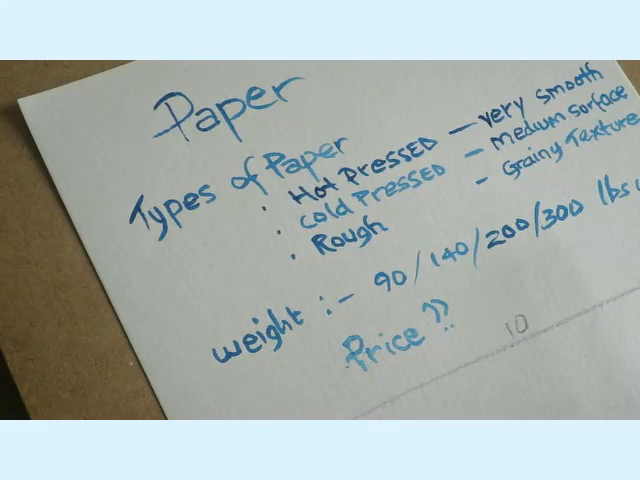 Paper
Types of Paper
· Hot Pressed — very smooth
· Cold Pressed - Medium Surface
· Rough - Grainy Texture
weight :- 90/140/200/300 lbs
Price ??
10